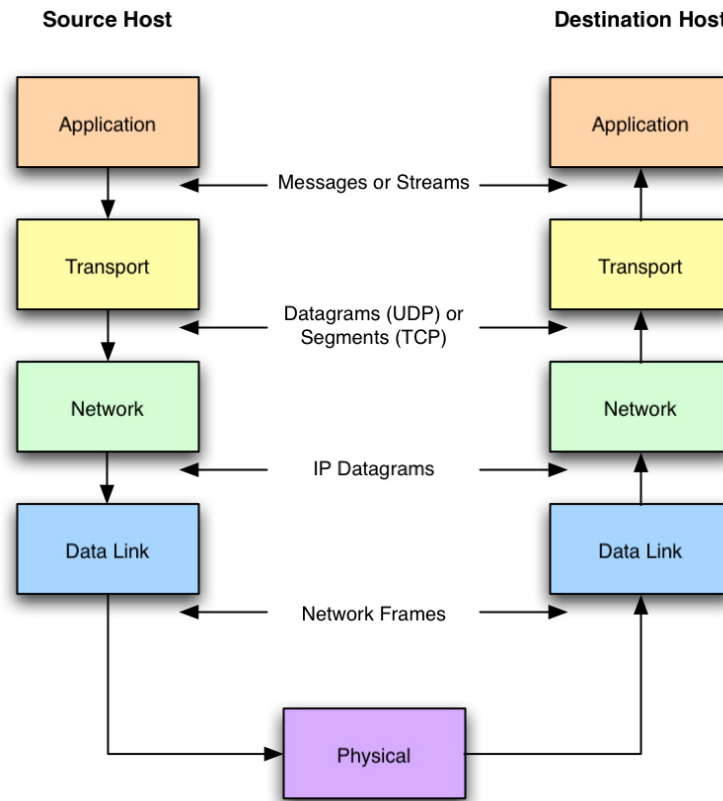 Source Host
Destination Host
Application
Application
Messages or Streams
Transport
Transport
Datagrams (UDP) or
Segments (TCP)
Network
Network
IP Datagrams
Data Link
Data Link
Network Frames
Physical